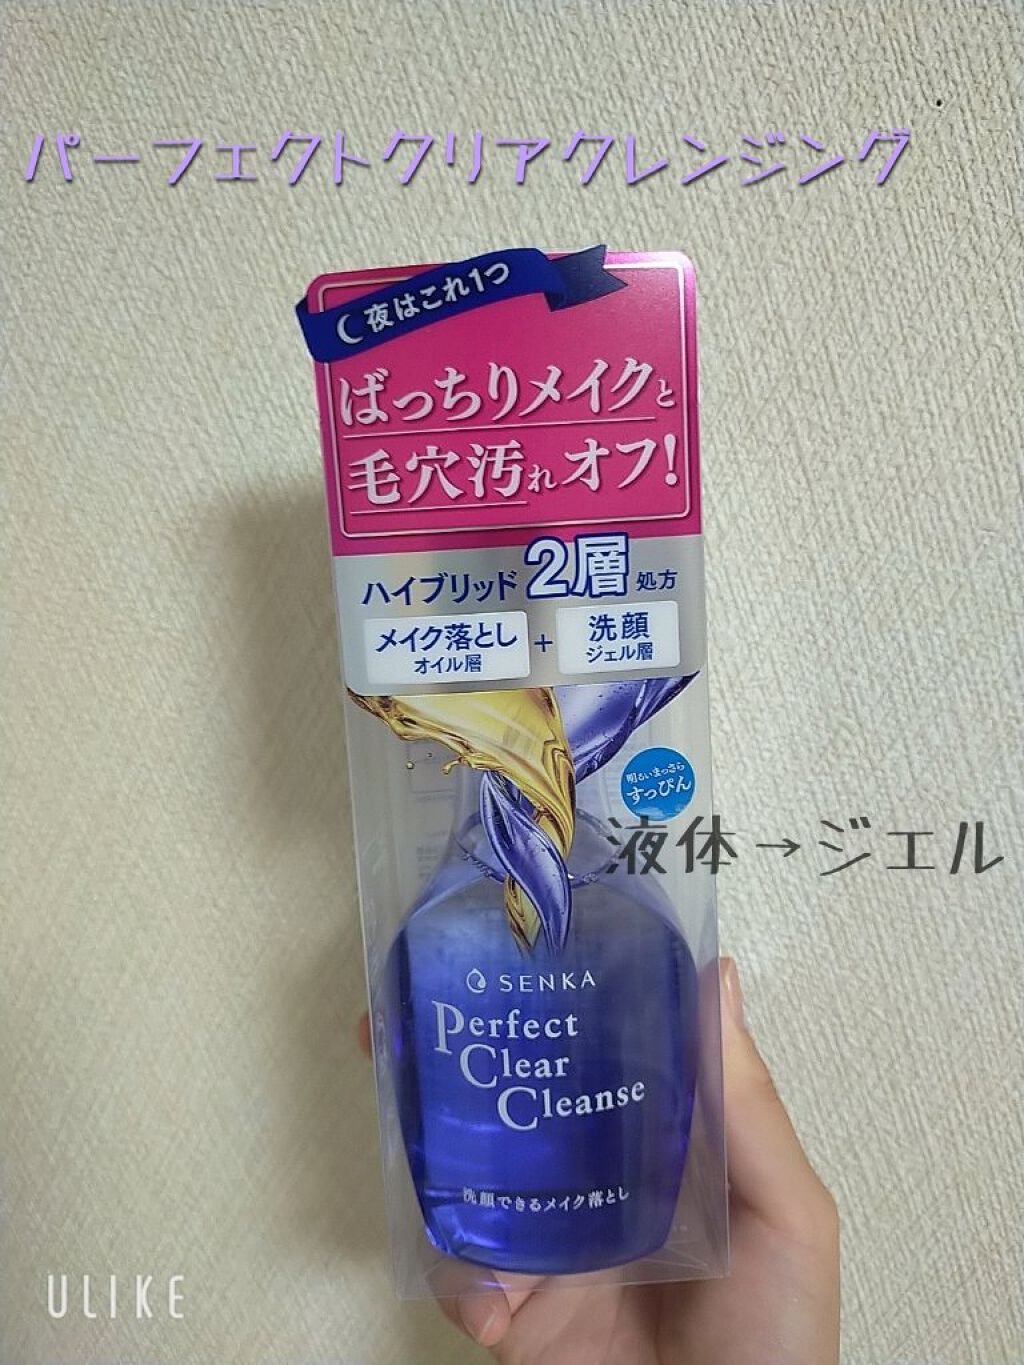 パーフェクトクリアクレンジング
夜はこれ1つ
ばっちりメイクと
毛穴汚れオフ!
ハイブリッド2層処方
メイク落とし
オイル層
+
洗顔
ジェル層
明るいまっさら
すっぴん
液体→ジェル
SENKA
Perfect
Clear
Cleanse
洗顔できるメイク落とし
ULIKE